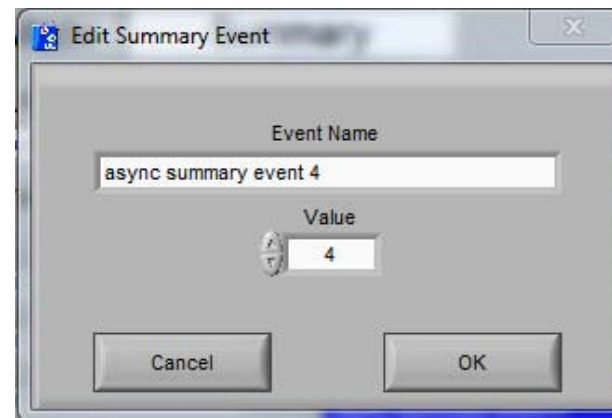 Edit Summary Event
Event Name
async summary event 4
Value
4
Cancel
OK